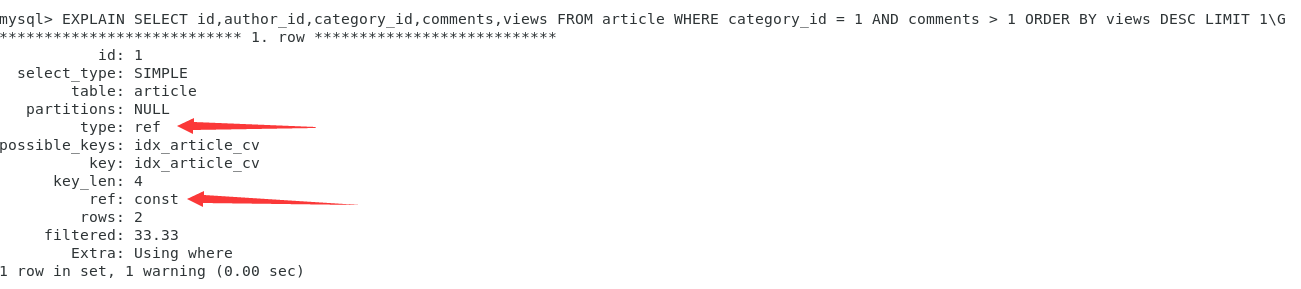 mysql> EXPLAIN SELECT id,author_id,category_id,comments,views FROM article WHERE category_id = 1 AND comments > 1 ORDER BY views DESC LIMIT 1\G
*************************** 1. row ***************************
id: 1
select_type: SIMPLE
table: article
partitions: NULL
type: ref
possible_keys: idx_article_cv
key: idx_article_cv
key_len: 4
ref: const
rows: 2
filtered: 33.33
Extra: Using where
1 row in set, 1 warning (0.00 sec)